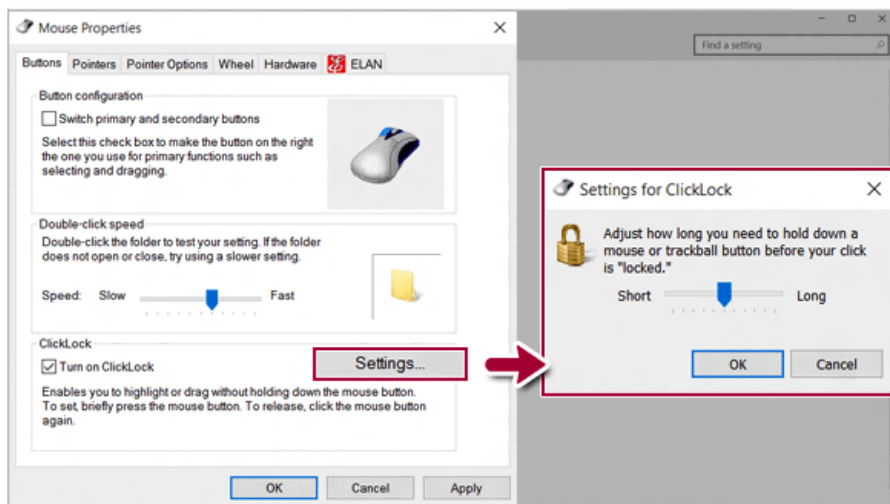 Mouse Properties
Buttons Pointers Pointer Options Wheel Hardware ELAN
Button configuration
Switch primary and secondary buttons
Select this check box to make the button on the right
the one you use for primary functions such as
selecting and dragging.
Double-click speed
Double-click the folder to test your setting. If the folder
does not open or close, try using a slower setting.
Speed: Slow Fast
ClickLock
Turn on ClickLock
Settings...
Enables you to highlight or drag without holding down the mouse button.
To set, briefly press the mouse button. To release, click the mouse button
again.
OK Cancel Apply
Find a setting
Settings for ClickLock
Adjust how long you need to hold down a
mouse or trackball button before your click
is "locked."
Short Long
OK Cancel